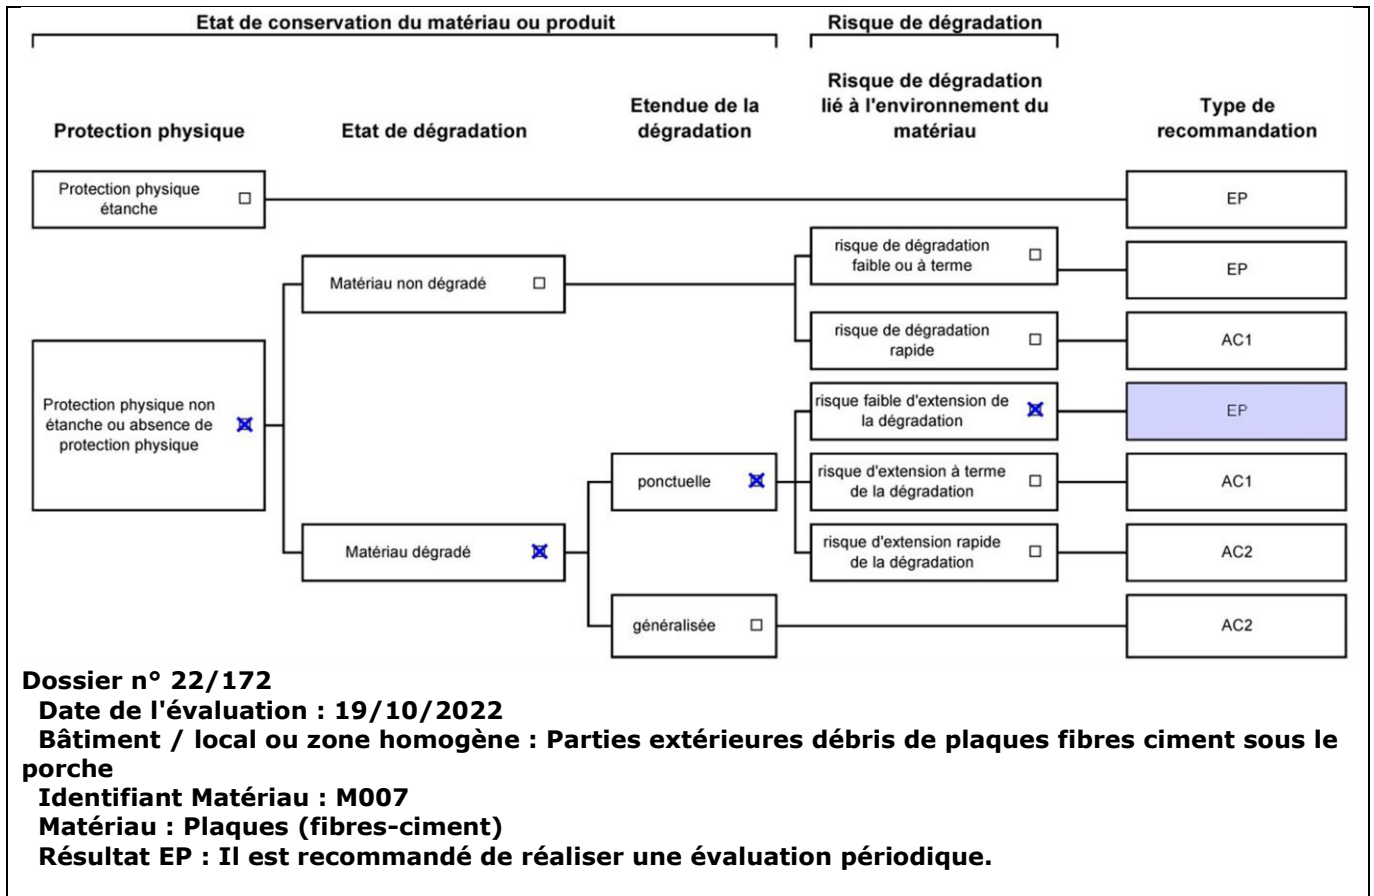 Etat de conservation du matériau ou produit
Risque de dégradation
Protection physique
Etat de dégradation
Etendue de la
dégradation
Risque de dégradation
lié à l'environnement du
matériau
Type de
recommandation
Protection physique
étanche
EP
risque de dégradation
faible ou à terme
EP
Matériau non dégradé
risque de dégradation
rapide
AC1
Protection physique non
étanche ou absence de
protection physique
risque faible d'extension de
la dégradation
EP
ponctuelle
risque d'extension à terme
de la dégradation
AC1
Matériau dégradé
risque d'extension rapide
de la dégradation
AC2
généralisée
AC2
Dossier n° 22/172
Date de l'évaluation : 19/10/2022
Bâtiment / local ou zone homogène : Parties extérieures débris de plaques fibres ciment sous le
porche
Identifiant Matériau : M007
Matériau : Plaques (fibres-ciment)
Résultat EP : Il est recommandé de réaliser une évaluation périodique.